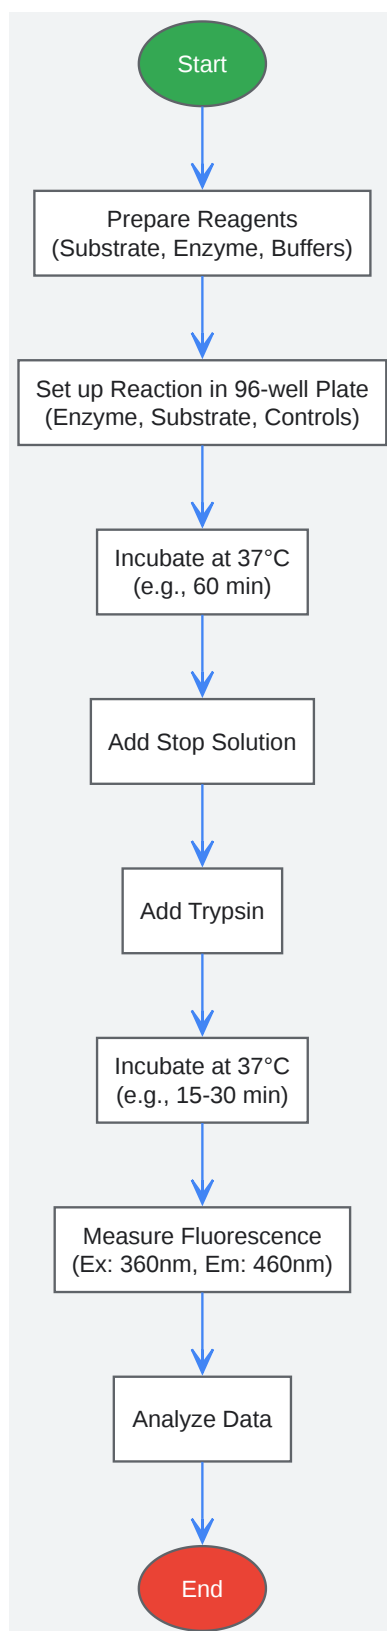 Start
Prepare Reagents
(Substrate, Enzyme, Buffers)
Set up Reaction in 96-well Plate
(Enzyme, Substrate, Controls)
Incubate at 37°C
(e.g., 60 min)
Add Stop Solution
Add Trypsin
Incubate at 37°C
(e.g., 15-30 min)
Measure Fluorescence
(Ex: 360nm, Em: 460nm)
Analyze Data
End